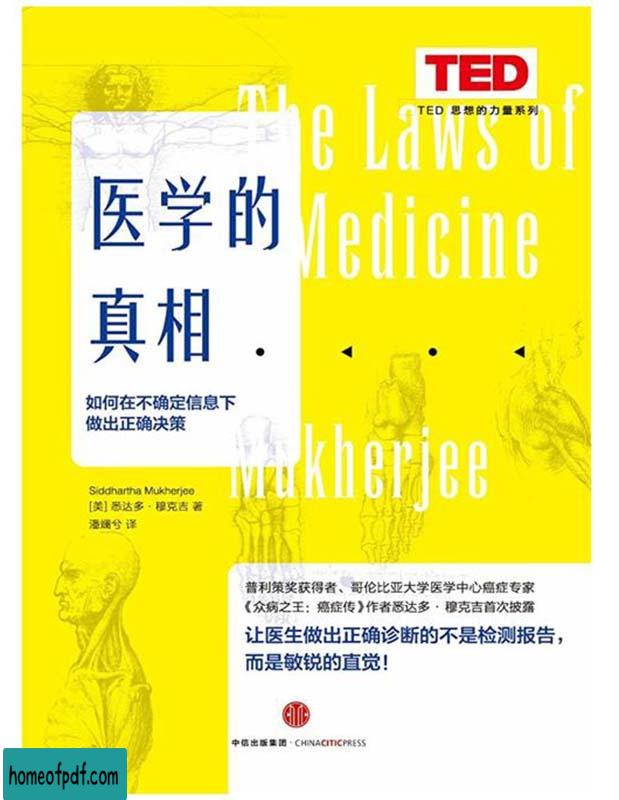 TED
TED 思想的力量系列
The Laws of
Medicine
医学的
真相
如何在不确定信息下
做出正确决策
Mukherjee
Siddhartha Mukherjee
[美] 悉达多·穆克吉 著
潘斓兮 译
普利策奖获得者、哥伦比亚大学医学中心癌症专家
《众病之王：癌症传》作者悉达多·穆克吉首次披露
让医生做出正确诊断的不是检测报告，
而是敏锐的直觉！
中信出版集团·CHINACITICPRESS
homeofpdf.com